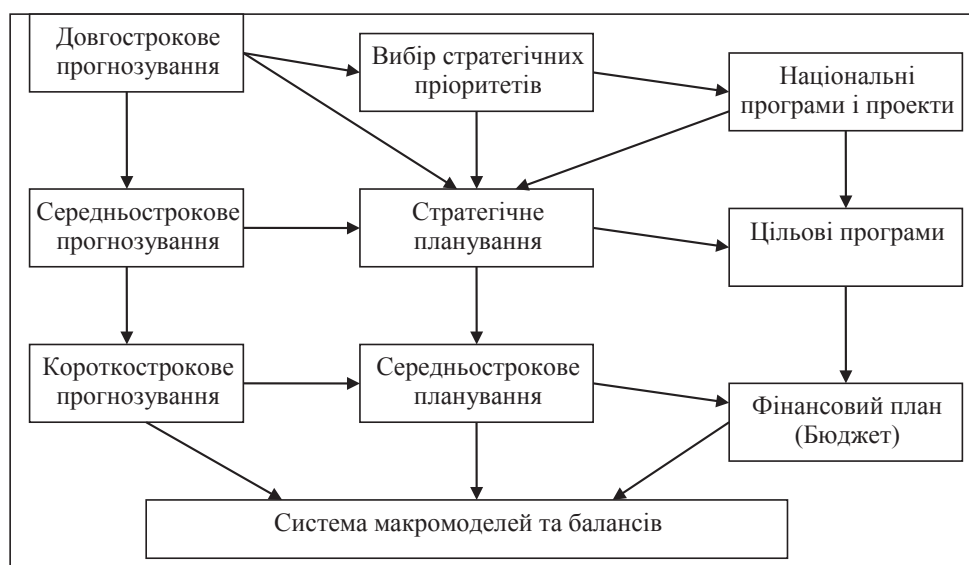 Довгострокове
прогнозування
Вибір стратегічних
пріоритетів
Національні
програми і проекти
Середньострокове
прогнозування
Стратегічне
планування
Цільові програми
Короткострокове
прогнозування
Середньострокове
планування
Фінансовий план
(Бюджет)
Система макромоделей та балансів